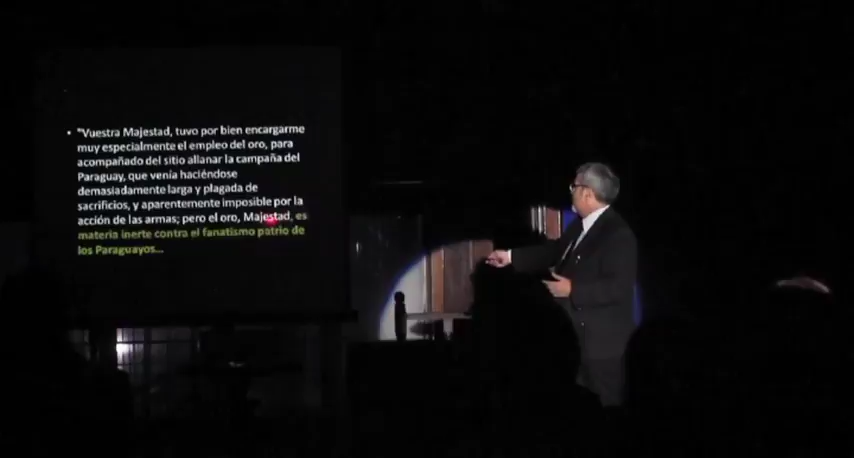 • "Vuestra Majestad, tuvo por bien encargarme
muy especialmente el empleo del oro, para
acompañado del sitio allanar la campaña del
Paraguay, que venía haciéndose
demasiadamente larga y plagada de
sacrificios, y aparentemente imposible por la
acción de las armas; pero el oro, Majestad, es
materia inerte contra el fanatismo patrio de
los Paraguayos...